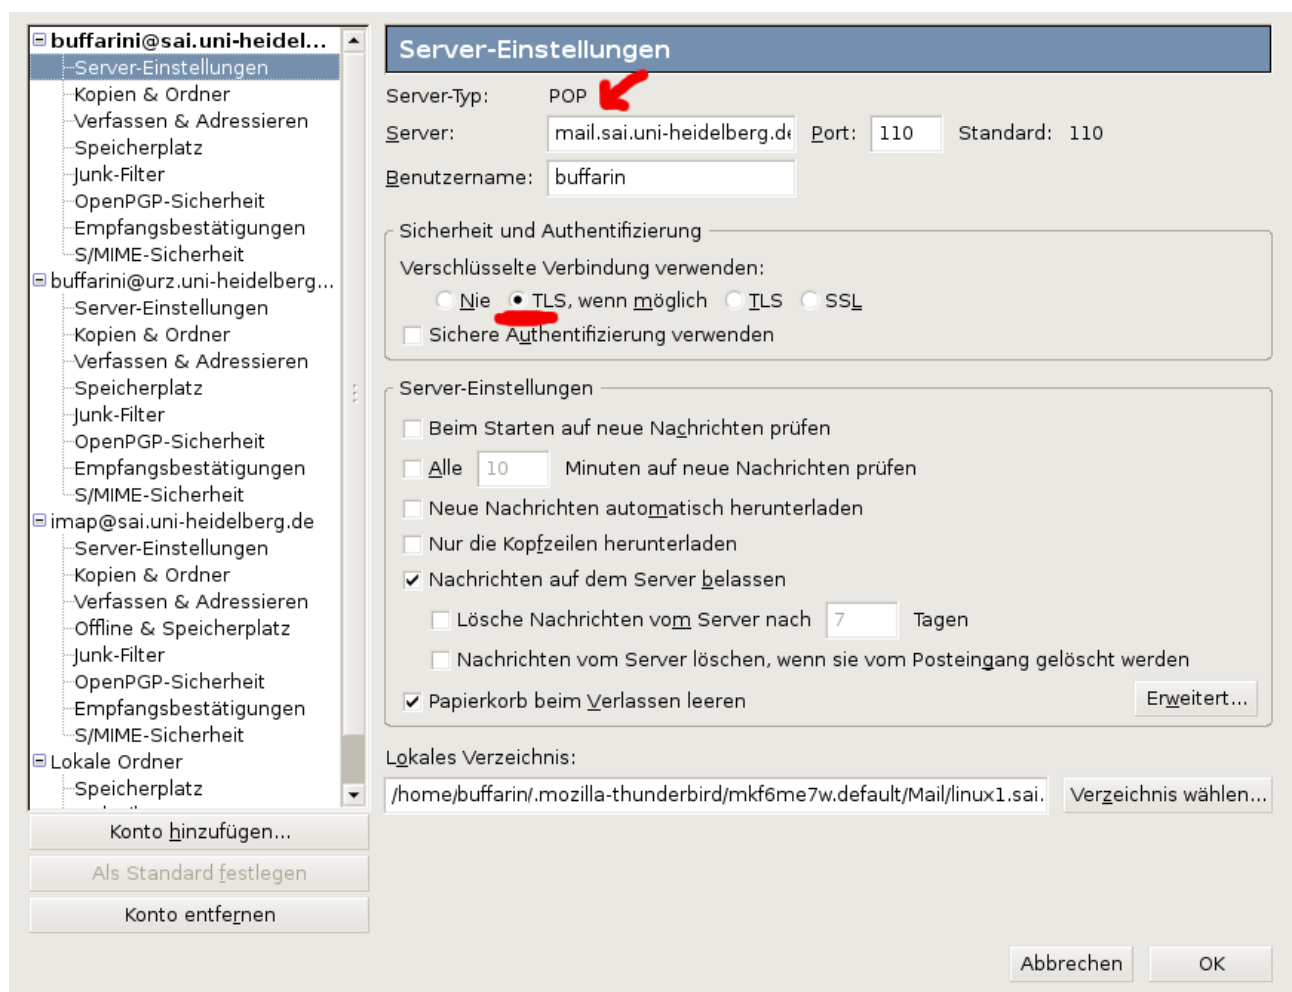 buffarini@sai.uni-heidel...
Server-Einstellungen
Kopien & Ordner
Verfassen & Adressieren
Speicherplatz
Junk-Filter
OpenPGP-Sicherheit
Empfangsbestätigungen
S/MIME-Sicherheit
buffarini@urz.uni-heidelberg...
Server-Einstellungen
Kopien & Ordner
Verfassen & Adressieren
Speicherplatz
Junk-Filter
OpenPGP-Sicherheit
Empfangsbestätigungen
S/MIME-Sicherheit
imap@sai.uni-heidelberg.de
Server-Einstellungen
Kopien & Ordner
Verfassen & Adressieren
Offline & Speicherplatz
Junk-Filter
OpenPGP-Sicherheit
Empfangsbestätigungen
S/MIME-Sicherheit
Lokale Ordner
Speicherplatz
Konto hinzufügen...
Als Standard festlegen
Konto entfernen
Server-Einstellungen
Server-Typ: POP
Server: mail.sai.uni-heidelberg.de Port: 110 Standard: 110
Benutzername: buffarin
Sicherheit und Authentifizierung
Verschlüsselte Verbindung verwenden:
Nie TLS, wenn möglich TLS SSL
Sichere Authentifizierung verwenden
Server-Einstellungen
Beim Starten auf neue Nachrichten prüfen
Alle 10 Minuten auf neue Nachrichten prüfen
Neue Nachrichten automatisch herunterladen
Nur die Kopfzeilen herunterladen
Nachrichten auf dem Server belassen
Lösche Nachrichten vom Server nach 7 Tagen
Nachrichten vom Server löschen, wenn sie vom Posteingang gelöscht werden
Papierkorb beim Verlassen leeren Erweitert...
Lokales Verzeichnis:
/home/buffarin/.mozilla-thunderbird/mkf6me7w.default/Mail/linux1.sai. Verzeichnis wählen...
Abbrechen OK